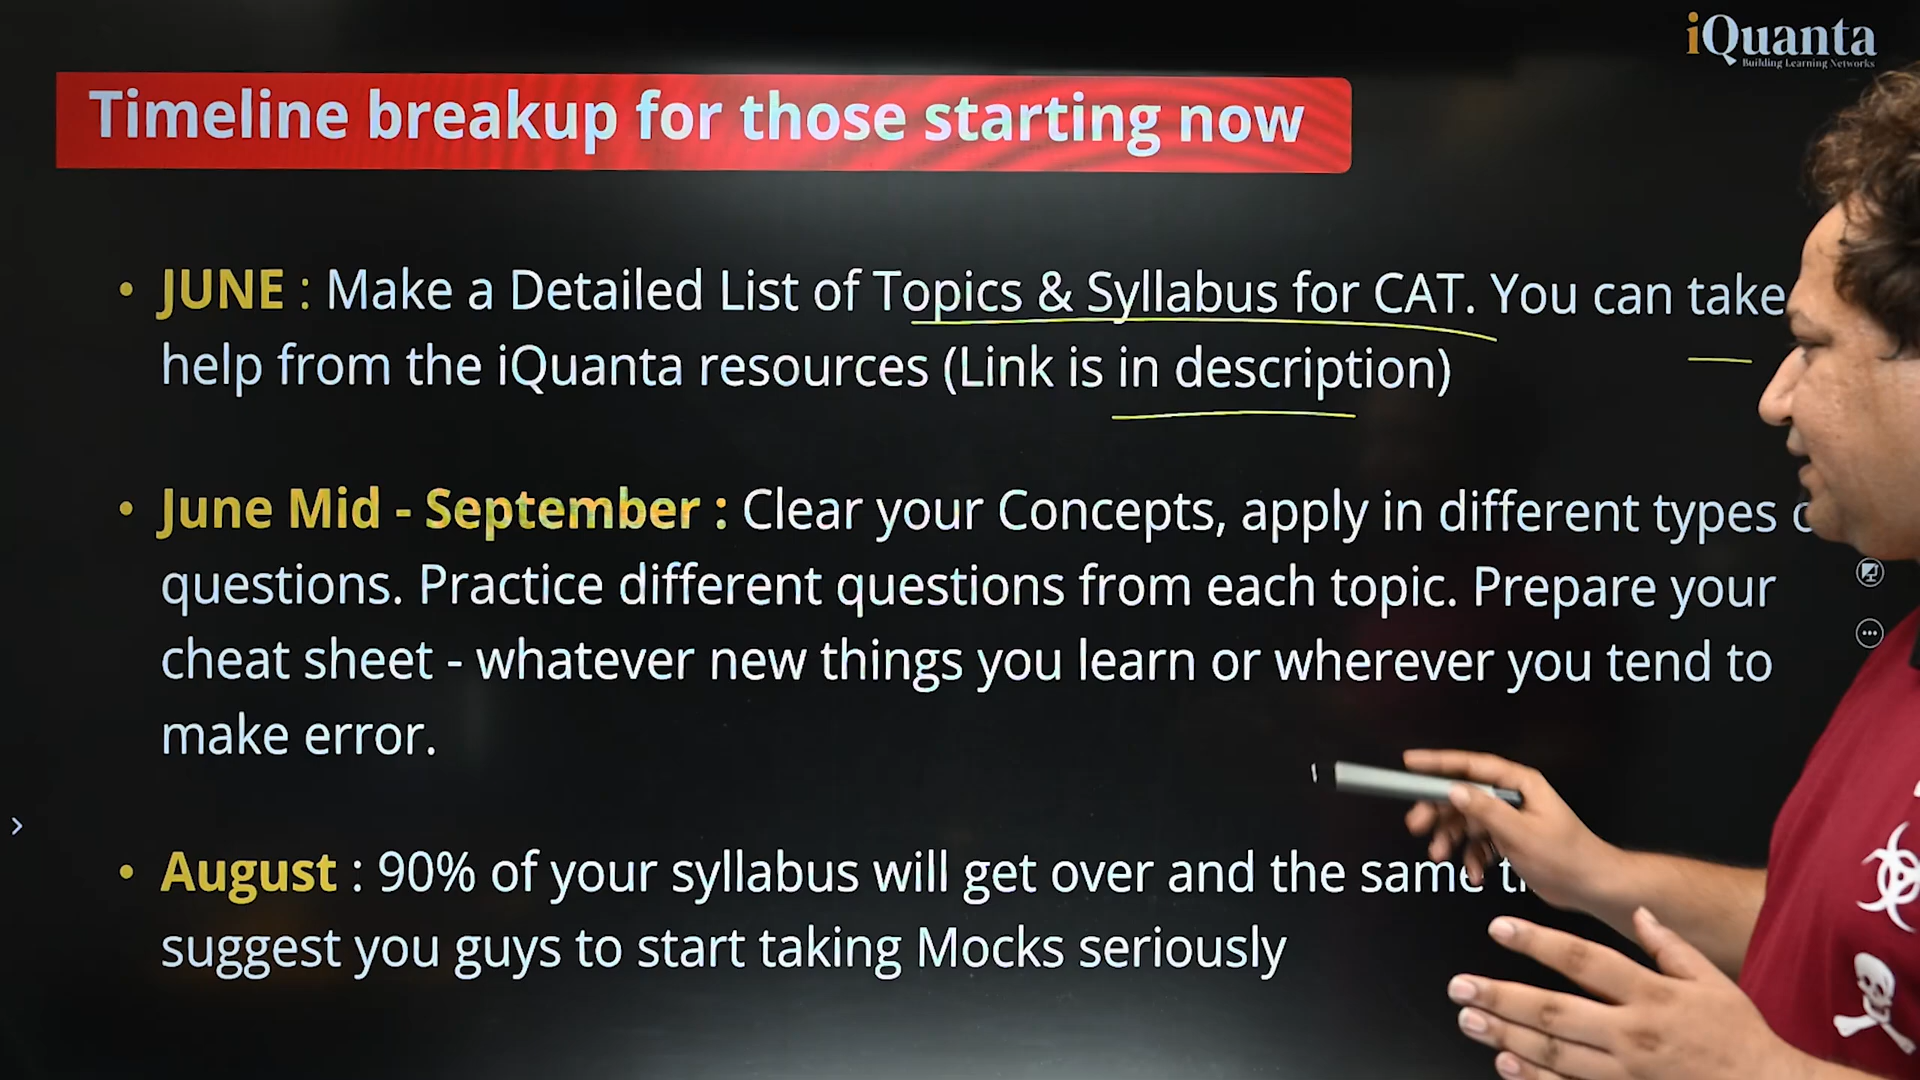 iQuanta
Building Learning Networks
Timeline breakup for those starting now
• JUNE : Make a Detailed List of Topics & Syllabus for CAT. You can take
help from the iQuanta resources (Link is in description)
• June Mid - September : Clear your Concepts, apply in different types
questions. Practice different questions from each topic. Prepare your
cheat sheet - whatever new things you learn or wherever you tend to
make error.
• August : 90% of your syllabus will get over and the same
suggest you guys to start taking Mocks seriously